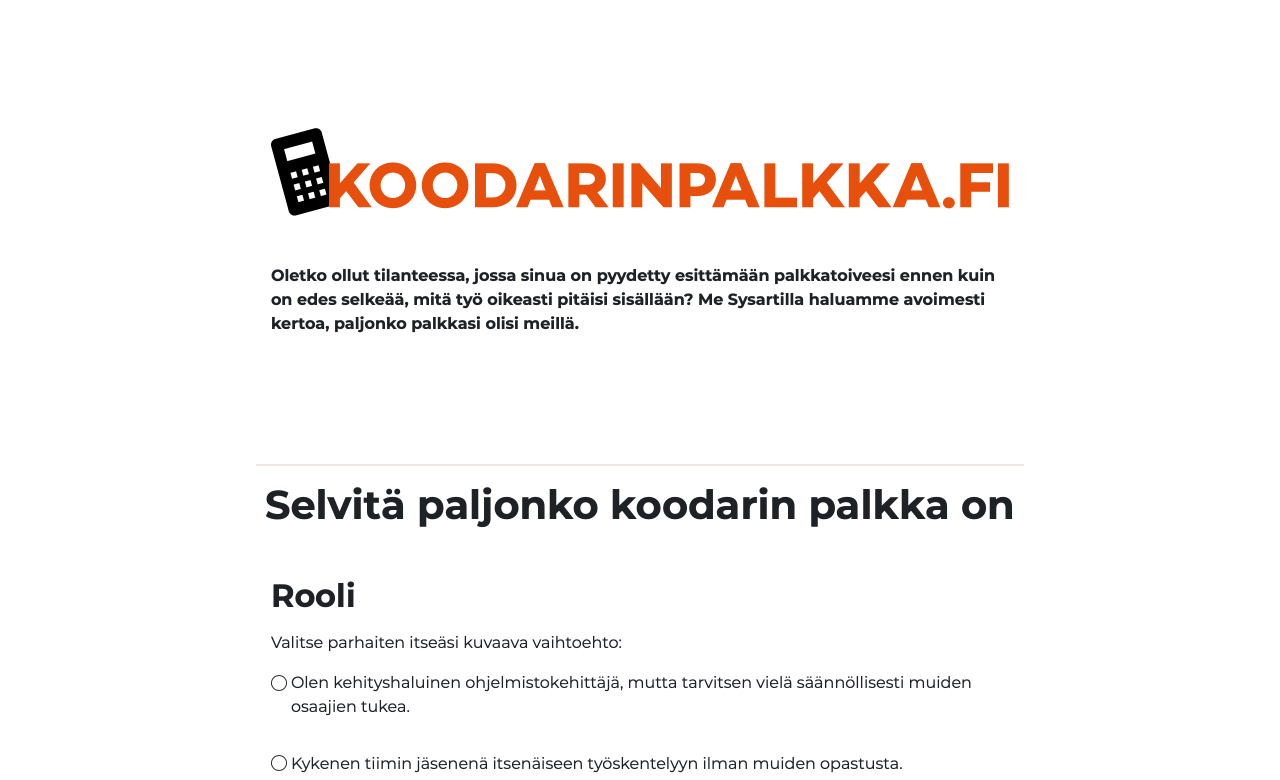 KOODARINPALKKA.FI
Oletko ollut tilanteessa, jossa sinua on pyydetty esittämään palkkatoiveesi ennen kuin
on edes selkeää, mitä työ oikeasti pitäisi sisällään? Me Sysartilla haluamme avoimesti
kertoa, paljonko palkkasi olisi meillä.
Selvitä paljonko koodarin palkka on
Rooli
Valitse parhaiten itseäsi kuvaava vaihtoehto:
Olen kehityshaluinen ohjelmistokehittäjä, mutta tarvitsen vielä säännöllisesti muiden
osaajien tukea.
Kykenen tiimin jäsenenä itsenäiseen työskentelyyn ilman muiden opastusta.